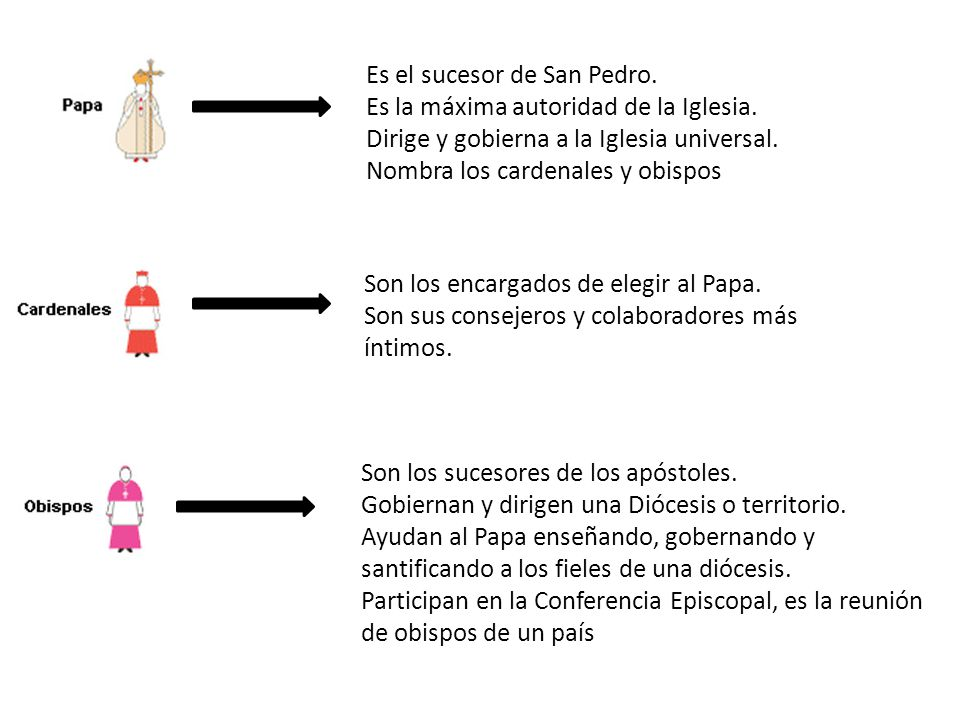 Papa
Es el sucesor de San Pedro.
Es la máxima autoridad de la Iglesia.
Dirige y gobierna a la Iglesia universal.
Nombra los cardenales y obispos
Cardenales
Son los encargados de elegir al Papa.
Son sus consejeros y colaboradores más
íntimos.
Obispos
Son los sucesores de los apóstoles.
Gobiernan y dirigen una Diócesis o territorio.
Ayudan al Papa enseñando, gobernando y
santificando a los fieles de una diócesis.
Participan en la Conferencia Episcopal, es la reunión
de obispos de un país